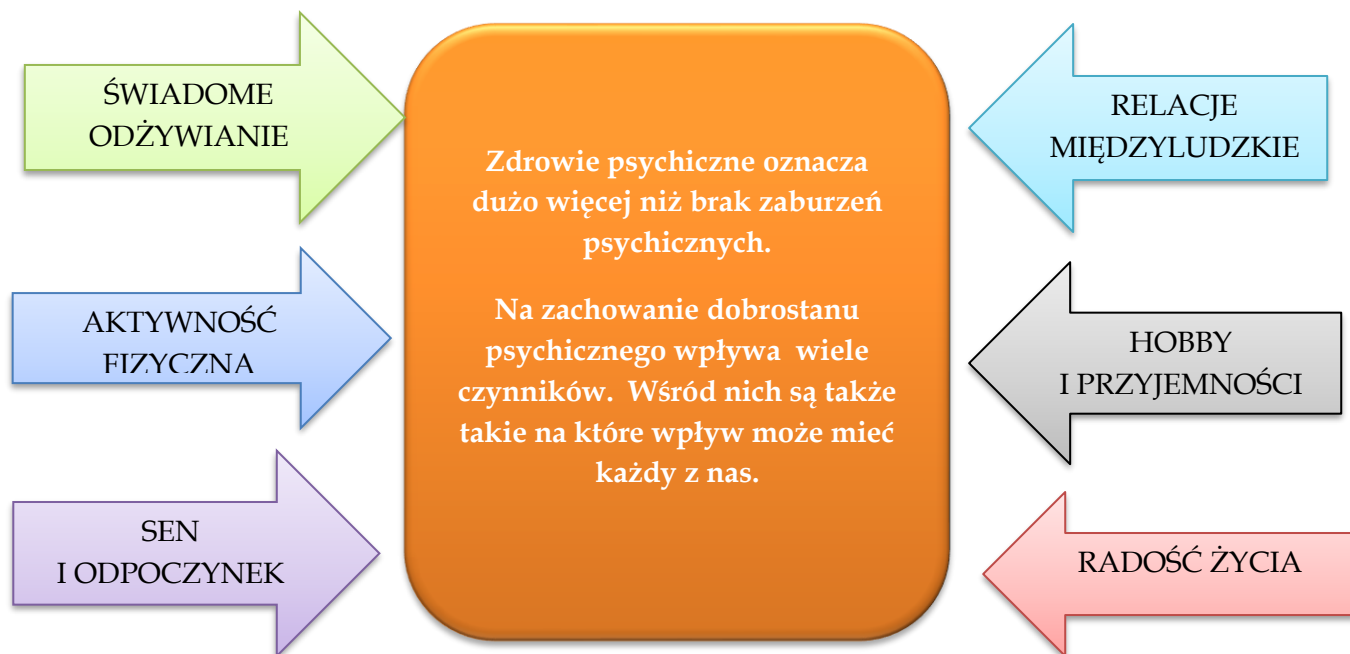 ŚWIADOME
ODŻYWIANIE
AKTYWNOŚĆ
FIZYCZNA
SEN
I ODPOCZYNEK
Zdrowie psychiczne oznacza
dużo więcej niż brak zaburzeń
psychicznych.
Na zachowanie dobrostanu
psychicznego wpływa  wiele
czynników.  Wśród nich są także
takie na które wpływ może mieć
każdy z nas.
RELACJE
MIĘDZYLUDZKIE
HOBBY
I PRZYJEMNOŚCI
RADOŚĆ ŻYCIA